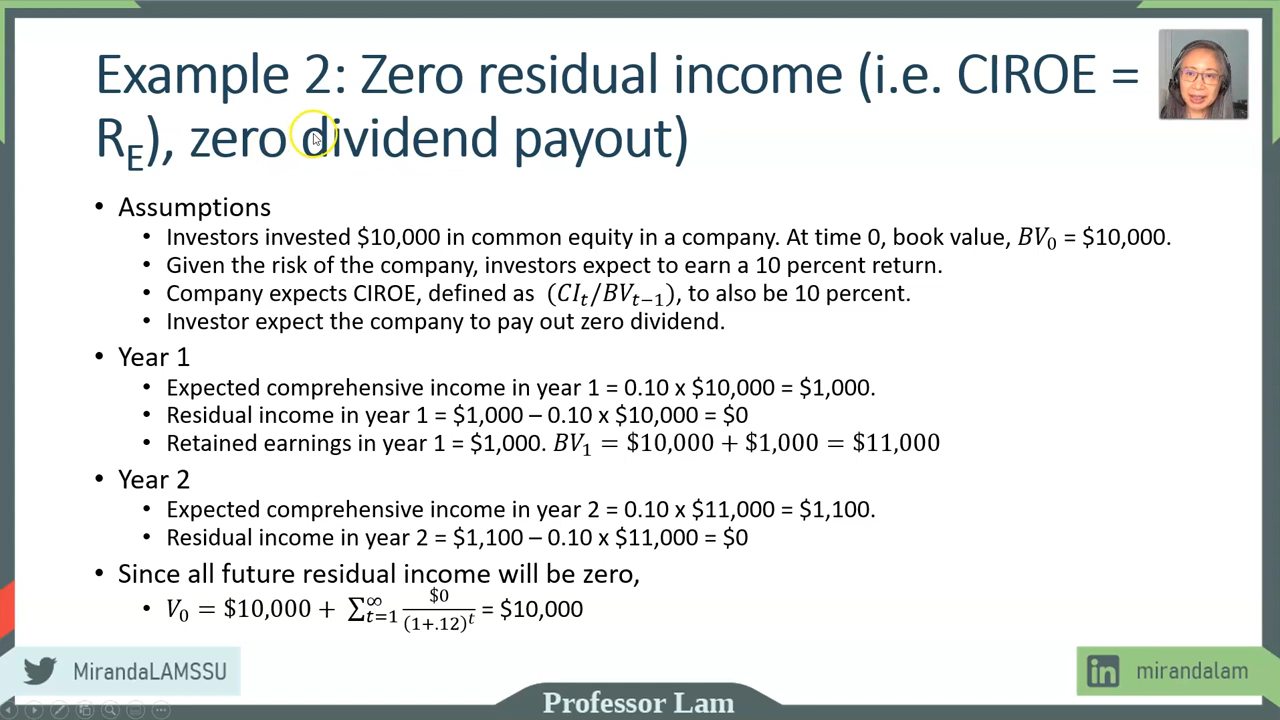 Example 2: Zero residual income (i.e. CIROE =
R_E), zero dividend payout)
• Assumptions
• Investors invested $10,000 in common equity in a company. At time 0, book value, BV_0 = $10,000.
• Given the risk of the company, investors expect to earn a 10 percent return.
• Company expects CIROE, defined as (CI_t/BV_{t−1}), to also be 10 percent.
• Investor expect the company to pay out zero dividend.
• Year 1
• Expected comprehensive income in year 1 = 0.10 x $10,000 = $1,000.
• Residual income in year 1 = $1,000 – 0.10 x $10,000 = $0
• Retained earnings in year 1 = $1,000. BV_1 = $10,000 + $1,000 = $11,000
• Year 2
• Expected comprehensive income in year 2 = 0.10 x $11,000 = $1,100.
• Residual income in year 2 = $1,100 – 0.10 x $11,000 = $0
• Since all future residual income will be zero,
• V_0 = $10,000 + ∑_{t=1}^{∞} $0/(1+.12)^t = $10,000
MirandaLAMSSU
in mirandalam
Professor Lam